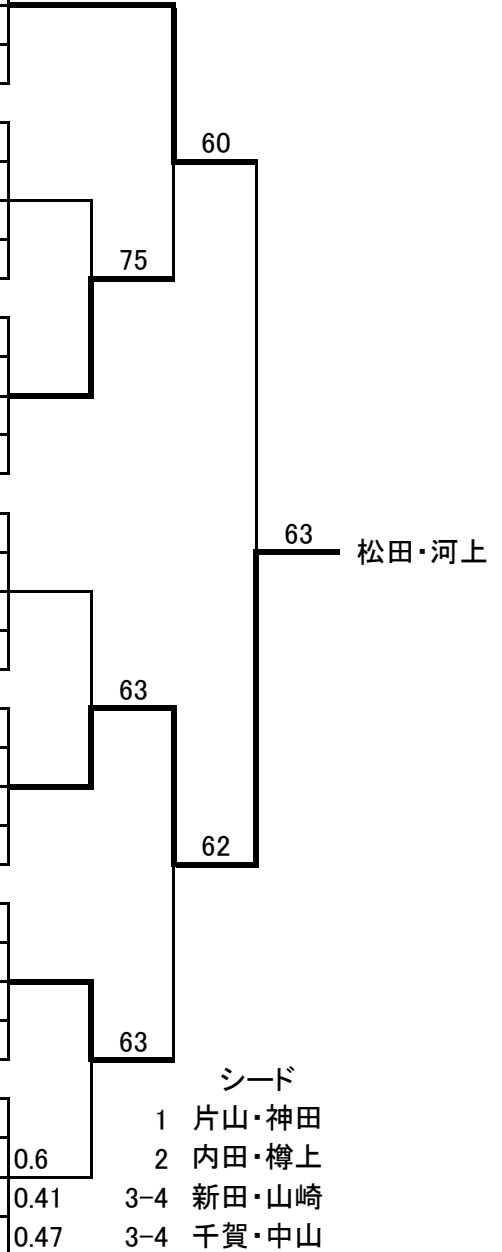 60
75
63 松田・河上
63
62
63
シード
1 片山・神田
0.6 2 内田・樽上
0.41 3-4 新田・山崎
0.47 3-4 千賀・中山